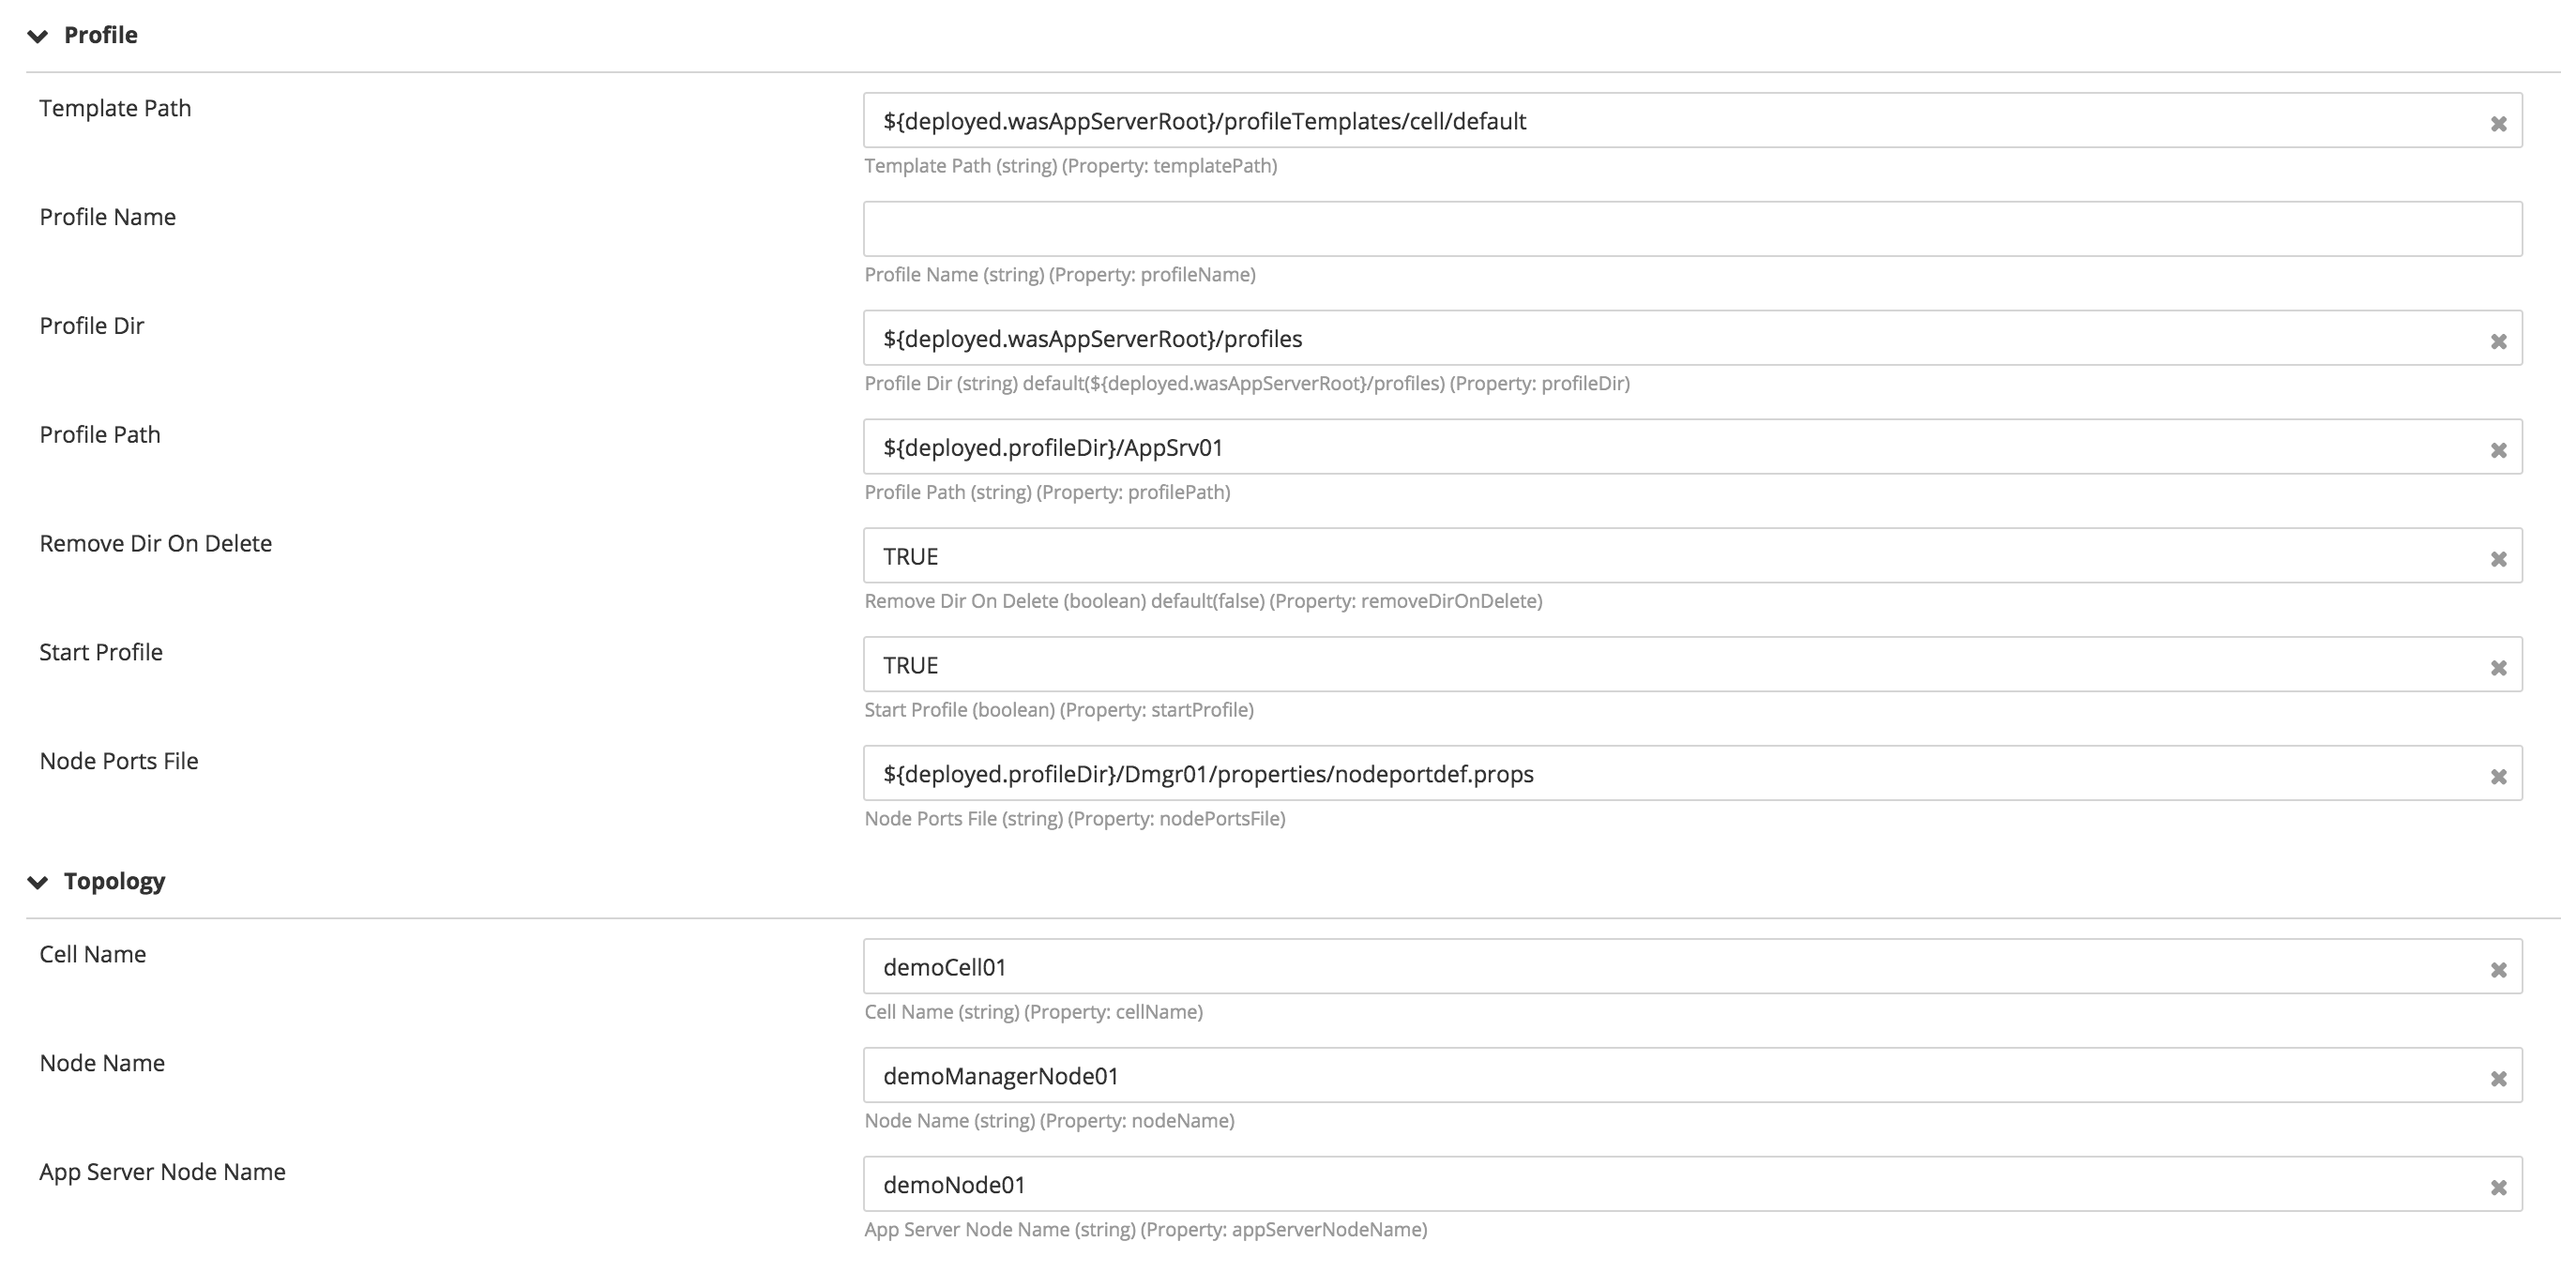 Profile
Template Path
${deployed.wasAppServerRoot}/profileTemplates/cell/default
Template Path (string) (Property: templatePath)
Profile Name
Profile Name (string) (Property: profileName)
Profile Dir
${deployed.wasAppServerRoot}/profiles
Profile Dir (string) default(${deployed.wasAppServerRoot}/profiles) (Property: profileDir)
Profile Path
${deployed.profileDir}/AppSrv01
Profile Path (string) (Property: profilePath)
Remove Dir On Delete
TRUE
Remove Dir On Delete (boolean) default(false) (Property: removeDirOnDelete)
Start Profile
TRUE
Start Profile (boolean) (Property: startProfile)
Node Ports File
${deployed.profileDir}/Dmgr01/properties/nodeportdef.props
Node Ports File (string) (Property: nodePortsFile)
Topology
Cell Name
demoCell01
Cell Name (string) (Property: cellName)
Node Name
demoManagerNode01
Node Name (string) (Property: nodeName)
App Server Node Name
demoNode01
App Server Node Name (string) (Property: appServerNodeName)